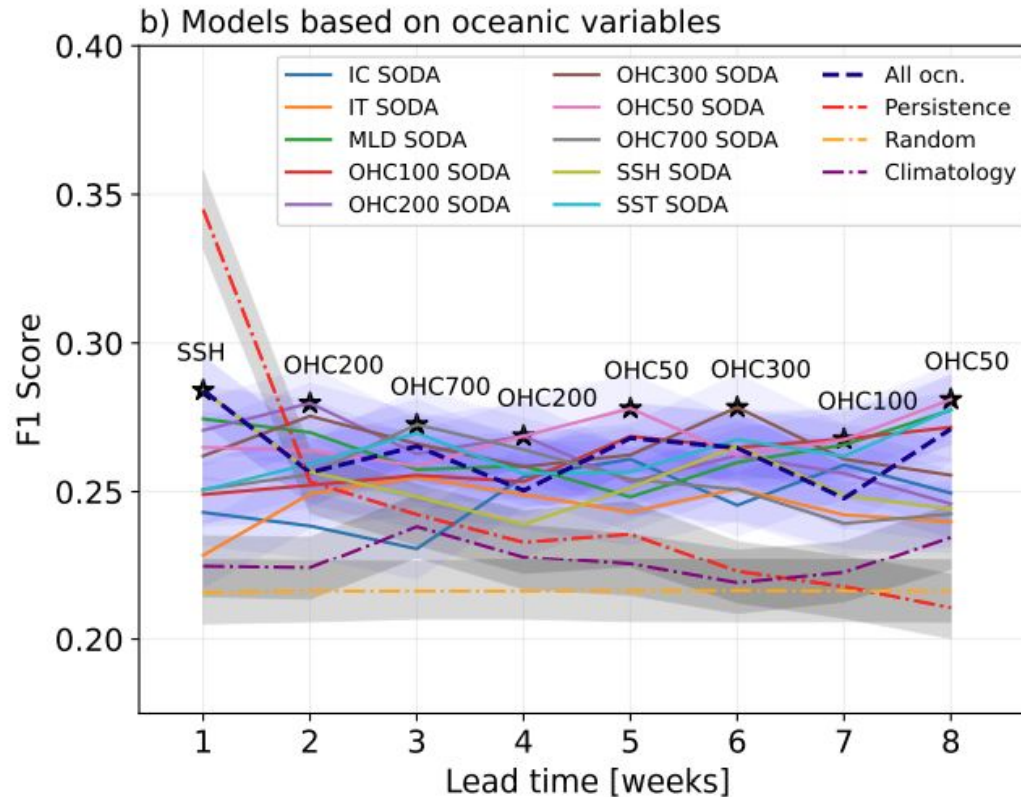 b) Models based on oceanic variables
0.40
0.35
0.30
0.25
0.20
F1 Score
IC SODA
IT SODA
MLD SODA
OHC100 SODA
OHC200 SODA
OHC300 SODA
OHC50 SODA
OHC700 SODA
SSH SODA
SST SODA
All ocn.
Persistence
Random
Climatology
SSH
OHC200
OHC700
OHC200
OHC50
OHC300
OHC100
OHC50
1 2 3 4 5 6 7 8
Lead time [weeks]